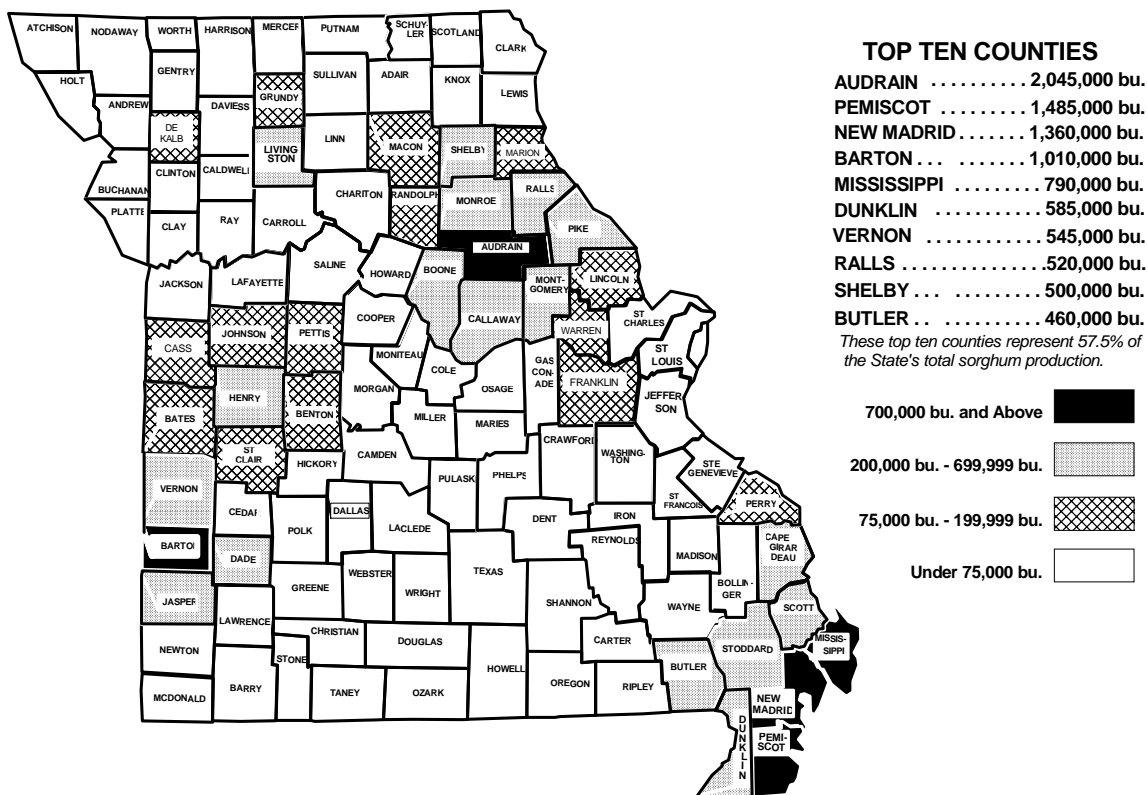 ATCHISON
NODAWAY
WORTH
HARRISON
MERCER
PUTNAM
SCHUY-
LER
SCOTLAND
CLARK
HOLT
GENTRY
SULLIVAN
ADAIR
KNOX
LEWIS
ANDREW
DAVIESS
GRUNDY
DE
KALB
LIVING
STON
LINN
MACON
SHELBY
MARION
BUCHANAN
CLINTON
CALDWELL
CHARITON
RANDOLPH
MONROE
RALLS
PLATTE
CLAY
RAY
CARROLL
PIKE
AUDRAIN
SALINE
HOWARD
BOONE
MONT-
GOMERY
LINCOLN
JACKSON
LAFAYETTE
COOPER
CALLAWAY
WARREN
ST
CHARLES
CASS
JOHNSON
PETTIS
MONITEAU
COLE
OSAGE
GAS
CON-
ADE
FRANKLIN
ST
LOUIS
JEFFER
SON
HENRY
MORGAN
BATES
BENTON
MILLER
MARIES
CRAWFORD
WASHING-
TON
ST
CLAIR
HICKORY
CAMDEN
PULASK
PHELPS
STE
GENEVIEVE
ST
FRANCOIS
PERRY
VERNON
CEDAR
POLK
DALLAS
LACLEDE
DENT
IRON
REYNOLDS
MADISON
CAPE
GIRAR
DEAU
BARTO
DADE
GREENE
WEBSTER
WRIGHT
TEXAS
SHANNON
WAYNE
BOLLIN-
GER
SCOTT
JASPER
LAWRENCE
CHRISTIAN
DOUGLAS
CARTER
STODDARD
MISSIS-
SIPPI
NEWTON
STONE
HOWELL
OREGON
RIPLEY
BUTLER
MCDONALD
BARRY
TANEY
OZARK
NEW
MADRID
DUNKLIN
PEMI-
SCOT
TOP TEN COUNTIES
AUDRAIN .......... 2,045,000 bu.
PEMISCOT ......... 1,485,000 bu.
NEW MADRID ....... 1,360,000 bu.
BARTON ... ....... 1,010,000 bu.
MISSISSIPPI ......... 790,000 bu.
DUNKLIN .......... 585,000 bu.
VERNON ........... 545,000 bu.
RALLS .............. 520,000 bu.
SHELBY ... ......... 500,000 bu.
BUTLER .. .......... 460,000 bu.
These top ten counties represent 57.5% of
the State's total sorghum production.
700,000 bu. and Above
200,000 bu. - 699,999 bu.
75,000 bu. - 199,999 bu.
Under 75,000 bu.